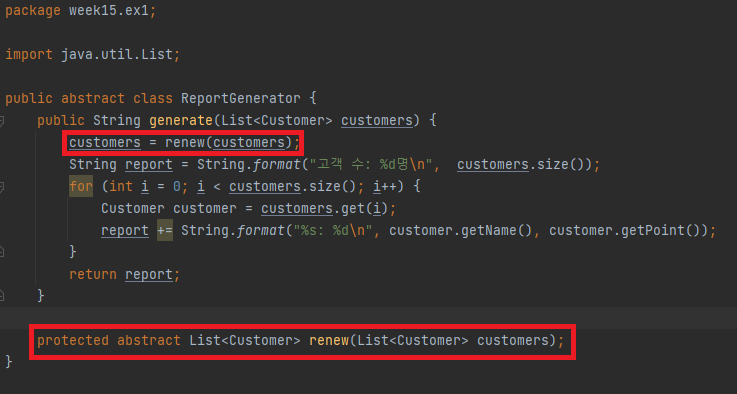 package week15.ex1;
import java.util.List;
public abstract class ReportGenerator {
public String generate(List<Customer> customers) {
customers = renew(customers);
String report = String.format("고객 수: %d명\n",  customers.size());
for (int i = 0; i < customers.size(); i++) {
Customer customer = customers.get(i);
report += String.format("%s: %d\n", customer.getName(), customer.getPoint());
}
return report;
}
protected abstract List<Customer> renew(List<Customer> customers);
}